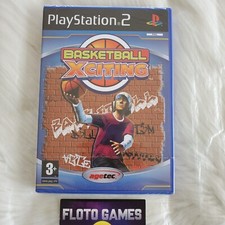 PlayStation 2
BASKETBALL
XCITING
3+
agetec
FLOTO GAMES